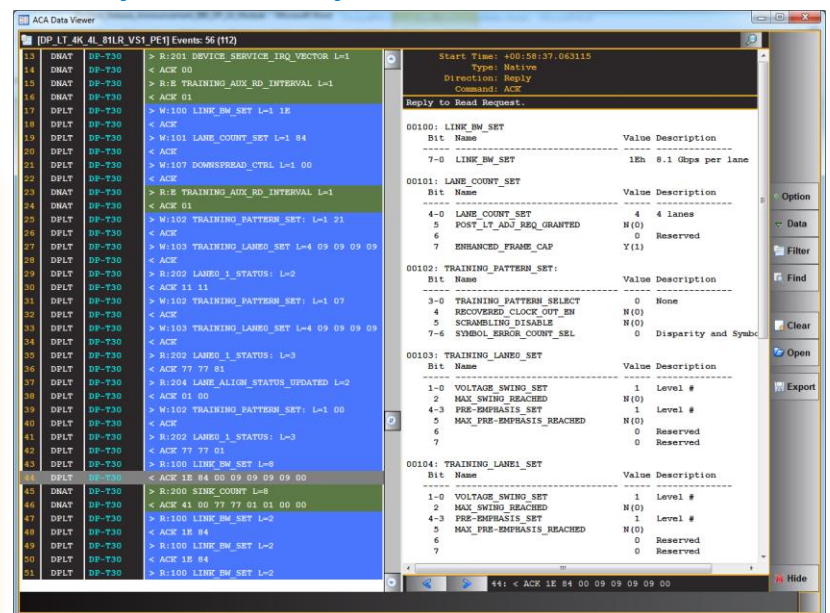 ACA Data Viewer
[DP_LT_4K_4L_81LR_VS1_PE1] Events: 56 (112)
13 DNAT DP-T30 > R:201 DEVICE_SERVICE_IRQ_VECTOR L=1
14 DNAT DP-T30 < ACK 00
15 DNAT DP-T30 > R:E TRAINING_AUX_RD_INTERVAL L=1
16 DNAT DP-T30 < ACK 01
17 DPLT DP-T30 > W:100 LINK_BW_SET L=1 1E
18 DPLT DP-T30 < ACK
19 DPLT DP-T30 > W:101 LANE_COUNT_SET L=1 84
20 DPLT DP-T30 < ACK
21 DPLT DP-T30 > W:107 DOWNSPREAD_CTRL L=1 00
22 DPLT DP-T30 < ACK
23 DNAT DP-T30 > R:E TRAINING_AUX_RD_INTERVAL L=1
24 DNAT DP-T30 < ACK 01
25 DPLT DP-T30 > W:102 TRAINING_PATTERN_SET: L=1 21
26 DPLT DP-T30 < ACK
27 DPLT DP-T30 > W:103 TRAINING_LANE0_SET L=4 09 09 09 09
28 DPLT DP-T30 < ACK
29 DPLT DP-T30 > R:202 LANE0_1_STATUS: L=2
30 DPLT DP-T30 < ACK 11 11
31 DPLT DP-T30 > W:102 TRAINING_PATTERN_SET: L=1 07
32 DPLT DP-T30 < ACK
33 DPLT DP-T30 > W:103 TRAINING_LANE0_SET L=4 09 09 09 09
34 DPLT DP-T30 < ACK
35 DPLT DP-T30 > R:202 LANE0_1_STATUS: L=3
36 DPLT DP-T30 < ACK 77 77 81
37 DPLT DP-T30 > R:204 LANE_ALIGN_STATUS_UPDATED L=2
38 DPLT DP-T30 < ACK 01 00
39 DPLT DP-T30 > W:102 TRAINING_PATTERN_SET: L=1 00
40 DPLT DP-T30 < ACK
41 DPLT DP-T30 > R:202 LANE0_1_STATUS: L=3
42 DPLT DP-T30 < ACK 77 77 01
43 DPLT DP-T30 > R:100 LINK_BW_SET L=8
44 DPLT DP-T30 < ACK 1E 84 00 09 09 09 09 00
45 DNAT DP-T30 > R:200 SINK_COUNT L=8
46 DNAT DP-T30 < ACK 41 00 77 77 01 01 00 00
47 DPLT DP-T30 > R:100 LINK_BW_SET L=2
48 DPLT DP-T30 < ACK 1E 84
49 DPLT DP-T30 > R:100 LINK_BW_SET L=2
50 DPLT DP-T30 < ACK 1E 84
51 DPLT DP-T30 > R:100 LINK_BW_SET L=2
Start Time: +00:58:37.063115
Type: Native
Direction: Reply
Command: ACK
Reply to Read Request.
00100: LINK_BW_SET
Bit Name Value Description
7-0 LINK_BW_SET 1Eh 8.1 Gbps per lane
00101: LANE_COUNT_SET
Bit Name Value Description
4-0 LANE_COUNT_SET 4 4 lanes
5 POST_LT_ADJ_REQ_GRANTED N(0)
6 0 Reserved
7 ENHANCED_FRAME_CAP Y(1)
00102: TRAINING_PATTERN_SET:
Bit Name Value Description
3-0 TRAINING_PATTERN_SELECT 0 None
4 RECOVERED_CLOCK_OUT_EN N(0)
5 SCRAMBLING_DISABLE N(0)
7-6 SYMBOL_ERROR_COUNT_SEL 0 Disparity and Symbo
00103: TRAINING_LANE0_SET
Bit Name Value Description
1-0 VOLTAGE_SWING_SET 1 Level #
2 MAX_SWING_REACHED N(0)
4-3 PRE-EMPHASIS_SET 1 Level #
5 MAX_PRE-EMPHASIS_REACHED N(0)
6 0 Reserved
7 0 Reserved
00104: TRAINING_LANE1_SET
Bit Name Value Description
1-0 VOLTAGE_SWING_SET 1 Level #
2 MAX_SWING_REACHED N(0)
4-3 PRE-EMPHASIS_SET 1 Level #
5 MAX_PRE-EMPHASIS_REACHED N(0)
6 0 Reserved
7 0 Reserved
44: < ACK 1E 84 00 09 09 09 09 00
Option
Data
Filter
Find
Clear
Open
Export
Hide